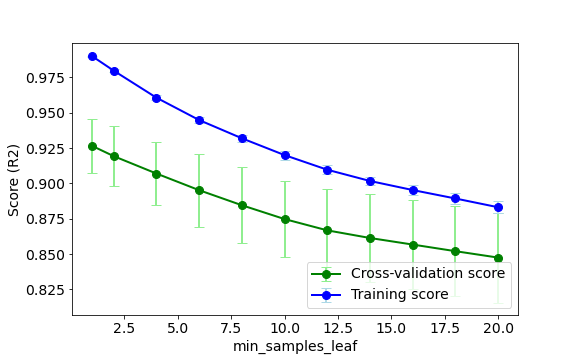 0.975
0.950
0.925
0.900
0.875
0.850
0.825
Score (R2)
Cross-validation score
Training score
2.5 5.0 7.5 10.0 12.5 15.0 17.5 20.0
min_samples_leaf